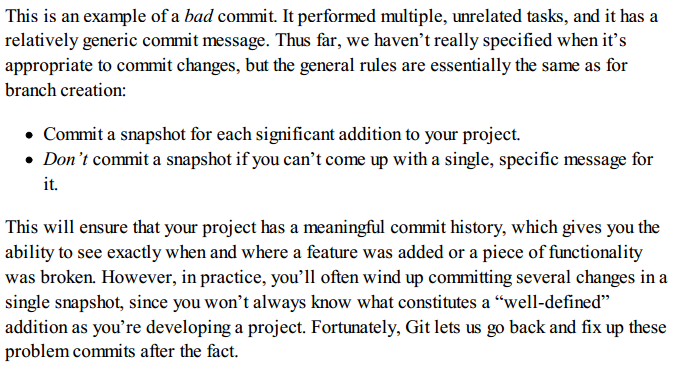 This is an example of a bad commit. It performed multiple, unrelated tasks, and it has a
relatively generic commit message. Thus far, we haven’t really specified when it’s
appropriate to commit changes, but the general rules are essentially the same as for
branch creation:
• Commit a snapshot for each significant addition to your project.
• Don’t commit a snapshot if you can’t come up with a single, specific message for
it.
This will ensure that your project has a meaningful commit history, which gives you the
ability to see exactly when and where a feature was added or a piece of functionality
was broken. However, in practice, you’ll often wind up committing several changes in a
single snapshot, since you won’t always know what constitutes a “well-defined”
addition as you’re developing a project. Fortunately, Git lets us go back and fix up these
problem commits after the fact.